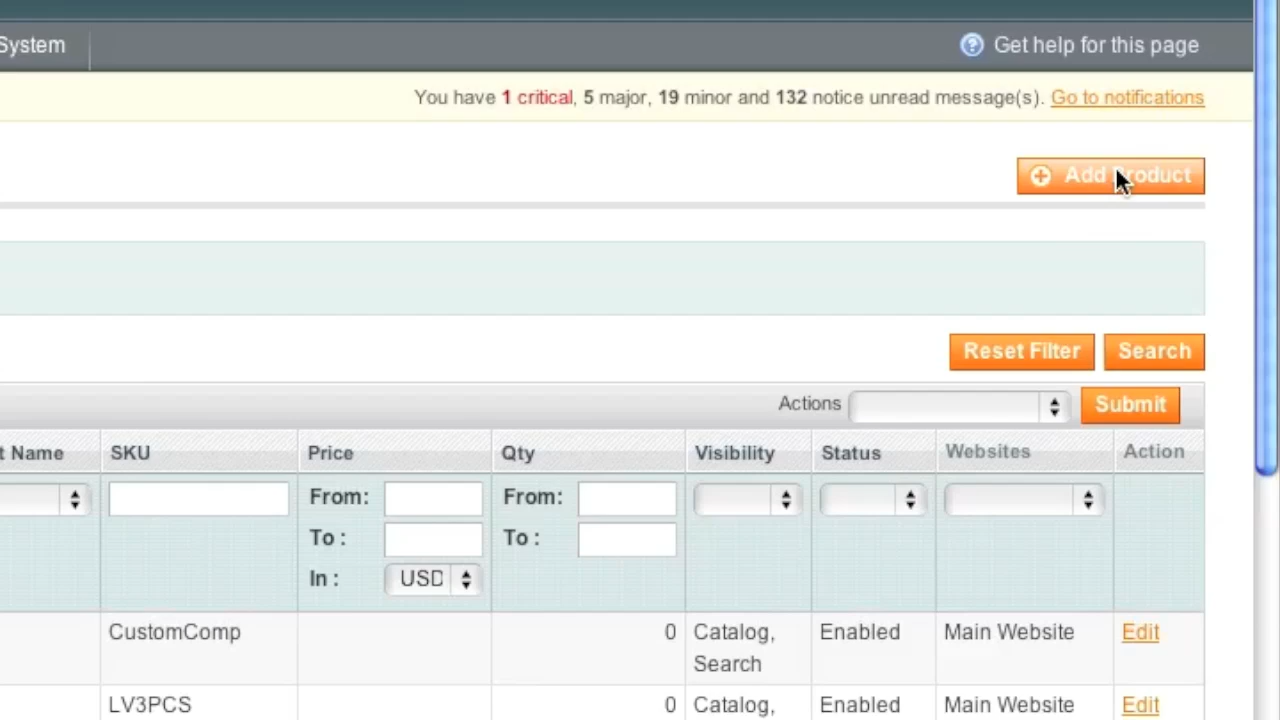 System
Get help for this page
You have 1 critical, 5 major, 19 minor and 132 notice unread message(s). Go to notifications
Add Product
Reset Filter Search
Actions Submit
t Name SKU Price Qty Visibility Status Websites Action
From: From:
To : To :
In : USD
CustomComp 0 Catalog, Enabled Main Website Edit
Search
LV3PCS 0 Catalog, Enabled Main Website Edit